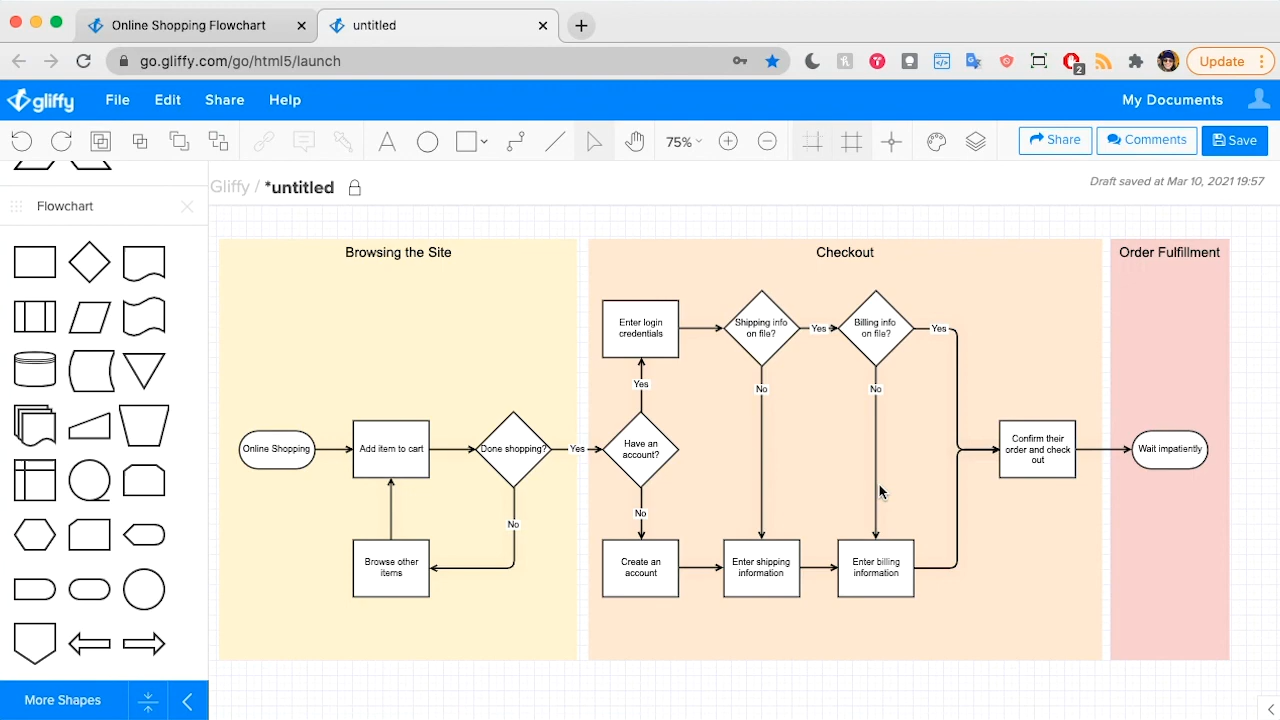 Online Shopping Flowchart
untitled
go.gliffy.com/go/html5/launch
2
Update
gliffy
File
Edit
Share
Help
My Documents
A
75%
Share
Comments
Save
Gliffy / *untitled
Draft saved at Mar 10, 2021 19:57
Flowchart
Browsing the Site
Checkout
Order Fulfillment
Enter login
credentials
Shipping info
on file?
Yes
Billing info
on file?
Yes
Yes
No
No
Online Shopping
Add item to cart
Done shopping?
Yes
Have an
account?
Confirm their
order and check
out
Wait impatiently
No
No
Browse other
items
Create an
account
Enter shipping
information
Enter billing
information
More Shapes